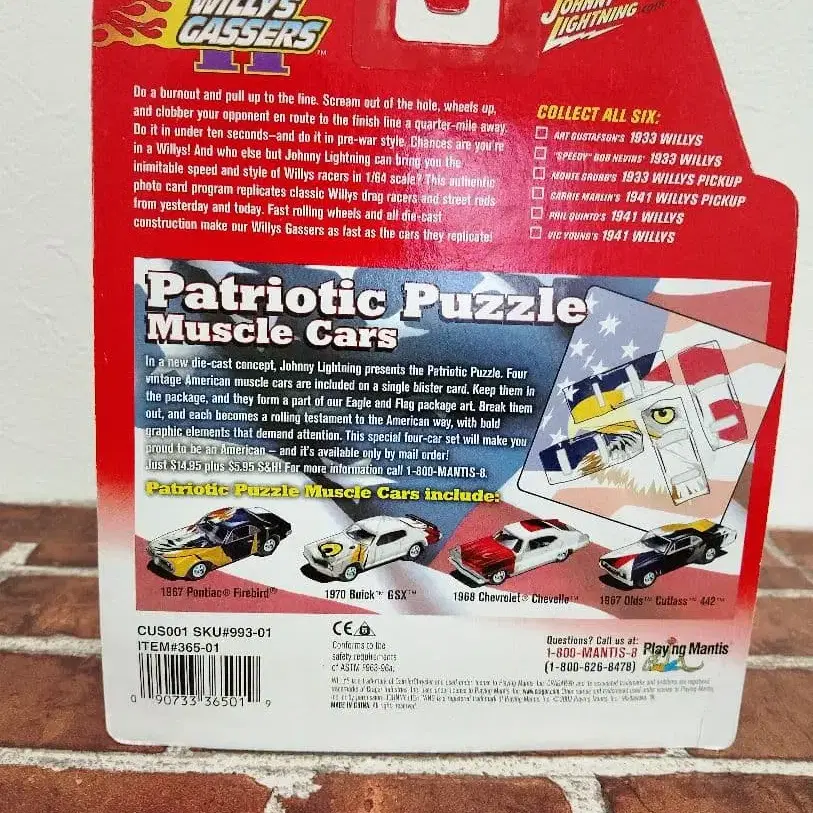 WILLYS
GASSERS
II
TM
JOHNNY
LIGHTNING.com
Do a burnout and pull up to the line. Scream out of the hole, wheels up,
and clobber your opponent en route to the finish line a quarter-mile away.
Do it in under ten seconds—and do it in pre-war style. Chances are you're
in a Willys! And who else but Johnny Lightning can bring you the
inimitable speed and style of Willys racers in 1/64 scale? This authentic
photo card program replicates classic Willys drag racers and street rods
from yesterday and today. Fast rolling wheels and all die-cast
construction make our Willys Gassers as fast as the cars they replicate!
COLLECT ALL SIX:
ART GUSTAFSON'S 1933 WILLYS
"SPEEDY" BOB NEVINS' 1933 WILLYS
MONTE GRUBB'S 1933 WILLYS PICKUP
CARRIE MARLIN'S 1941 WILLYS PICKUP
PHIL QUINTO'S 1941 WILLYS
VIC YOUNG'S 1941 WILLYS
Patriotic Puzzle
Muscle Cars
In a new die-cast concept, Johnny Lightning presents the Patriotic Puzzle. Four
vintage American muscle cars are included on a single blister card. Keep them in
the package, and they form a part of our Eagle and Flag package art. Break them
out, and each becomes a rolling testament to the American way, with bold
graphic elements that demand attention. This special four-car set will make you
proud to be an American – and it's available only by mail order!
Just $14.95 plus $5.95 S&H! For more information call 1-800-MANTIS-8.
Patriotic Puzzle Muscle Cars include:
1967 Pontiac® Firebird®
1970 Buick™ GSX™
1968 Chevrolet® Chevelle™
1967 Olds™ Cutlass™ 442™
CUS001 SKU#993-01
ITEM#365-01
0 90733 36501 9
CE
Conforms to the
safety requirements
of ASTM F963-96a.
Questions? Call us at:
1-800-MANTIS-8
(1-800-626-8478)
Playing Mantis
MADE IN CHINA. All rights reserved.